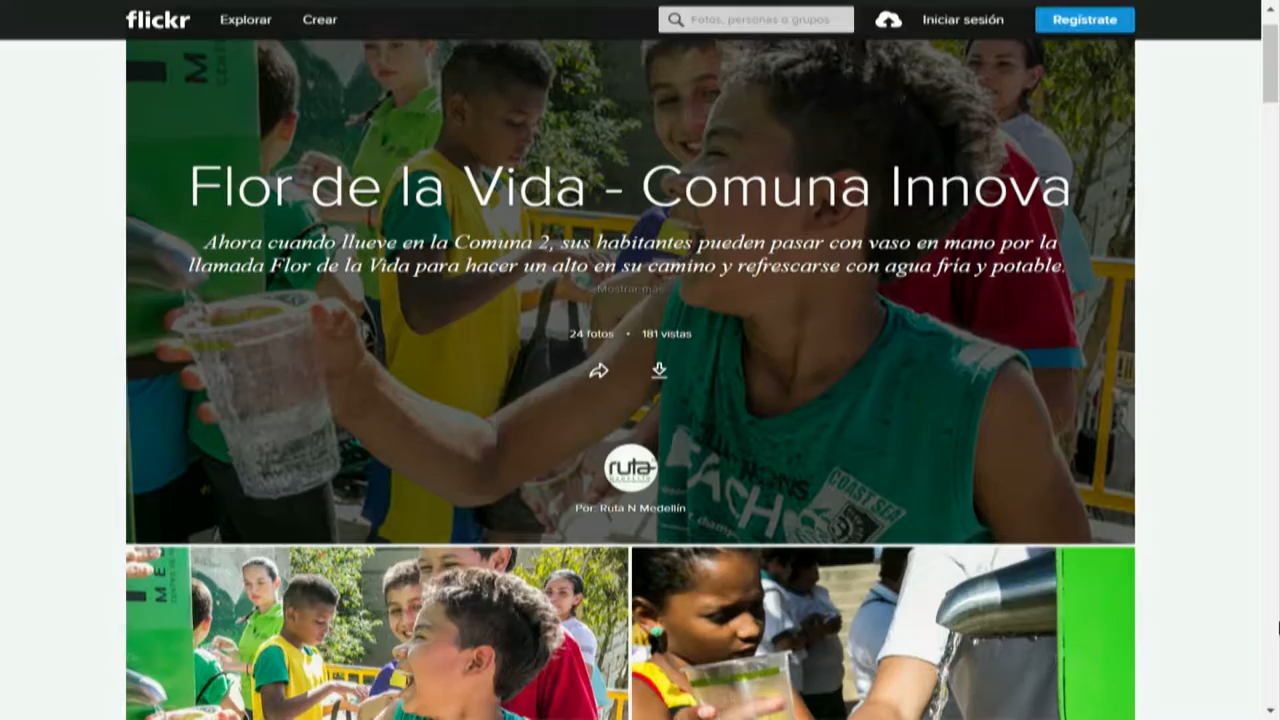 flickr Explorar Crear Fotos, personas o grupos Iniciar sesión Regístrate
Flor de la Vida - Comuna Innova
Ahora cuando llueve en la Comuna 2, sus habitantes pueden pasar con vaso en mano por la
llamada Flor de la Vida para hacer un alto en su camino y refrescarse con agua fría y potable.
Mostrar más
24 fotos • 181 vistas
ruta
Por: Ruta N Medellín
COAST